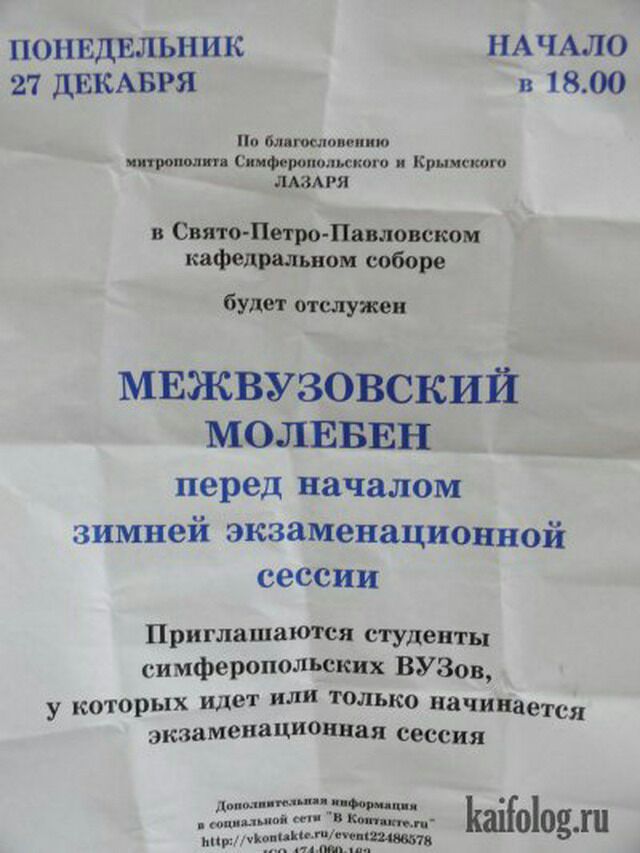 ПОНЕДЕЛЬНИК НАЧАЛО
27 ДЕКАБРЯ в 18.00
По благословению
митрополита Симферопольского и Крымского
ЛАЗАРЯ
в Свято-Петро-Павловском
кафедральном соборе
будет отслужен
МЕЖВУЗОВСКИЙ
МОЛЕБЕН
перед началом
зимней экзаменационной
сессии
Приглашаются студенты
симферопольских ВУЗов,
у которых идет или только начинается
экзаменационная сессия
Дополнительная информация
в социальной сети "В Контакте.ru"
http://vkontakte.ru/event22486578
kaifolog.ru